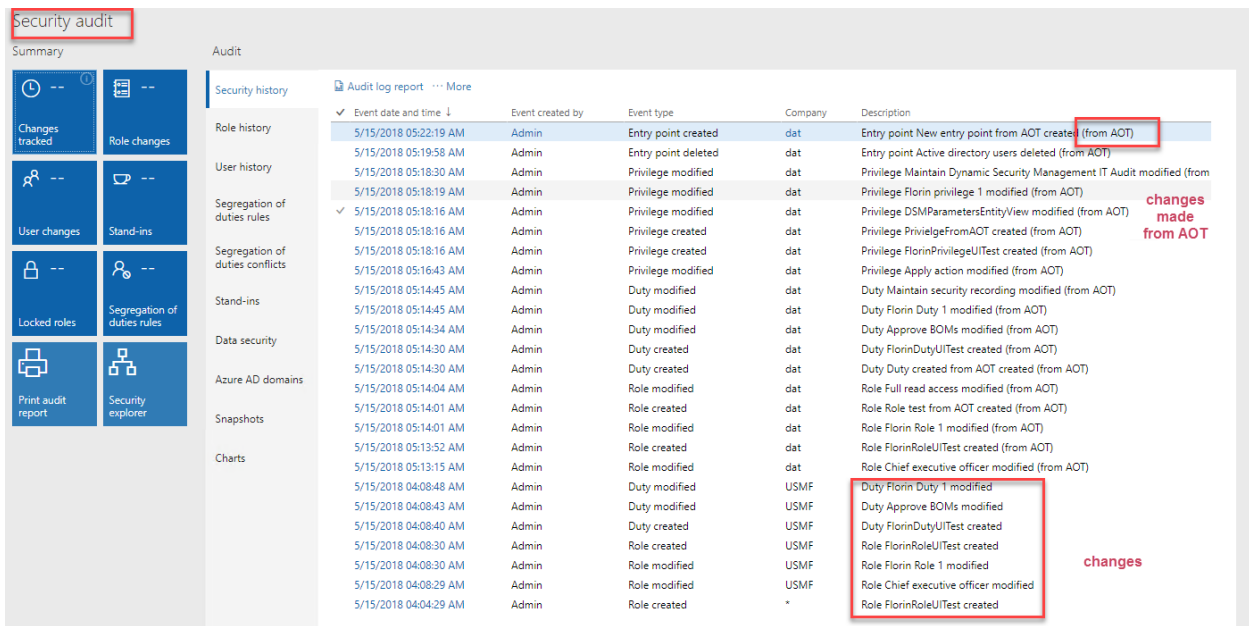 Security audit
Summary
-- 
Changes tracked
--
Role changes
--
User changes
--
Stand-ins
--
Locked roles
--
Segregation of duties rules
Print audit report
Security explorer
Audit
Security history
Role history
User history
Segregation of duties rules
Segregation of duties conflicts
Stand-ins
Data security
Azure AD domains
Snapshots
Charts
Audit log report ··· More
✓ Event date and time ↓ Event created by Event type Company Description
5/15/2018 05:22:19 AM Admin Entry point created dat Entry point New entry point from AOT created (from AOT)
5/15/2018 05:19:58 AM Admin Entry point deleted dat Entry point Active directory users deleted (from AOT)
5/15/2018 05:18:30 AM Admin Privilege modified dat Privilege Maintain Dynamic Security Management IT Audit modified (from
5/15/2018 05:18:19 AM Admin Privilege modified dat Privilege Florin privilege 1 modified (from AOT)
✓ 5/15/2018 05:18:16 AM Admin Privilege modified dat Privilege DSMParametersEntityView modified (from AOT)
5/15/2018 05:18:16 AM Admin Privilege created dat Privilege PrivielgeFromAOT created (from AOT)
5/15/2018 05:18:16 AM Admin Privilege created dat Privilege FlorinPrivilegeUITest created (from AOT)
5/15/2018 05:16:43 AM Admin Privilege modified dat Privilege Apply action modified (from AOT)
5/15/2018 05:14:45 AM Admin Duty modified dat Duty Maintain security recording modified (from AOT)
5/15/2018 05:14:45 AM Admin Duty modified dat Duty Florin Duty 1 modified (from AOT)
5/15/2018 05:14:34 AM Admin Duty modified dat Duty Approve BOMs modified (from AOT)
5/15/2018 05:14:30 AM Admin Duty created dat Duty FlorinDutyUITest created (from AOT)
5/15/2018 05:14:30 AM Admin Duty created dat Duty Duty created from AOT created (from AOT)
5/15/2018 05:14:04 AM Admin Role modified dat Role Full read access modified (from AOT)
5/15/2018 05:14:01 AM Admin Role created dat Role Role test from AOT created (from AOT)
5/15/2018 05:14:01 AM Admin Role modified dat Role Florin Role 1 modified (from AOT)
5/15/2018 05:13:52 AM Admin Role created dat Role FlorinRoleUITest created (from AOT)
5/15/2018 05:13:15 AM Admin Role modified dat Role Chief executive officer modified (from AOT)
5/15/2018 04:08:48 AM Admin Duty modified USMF Duty Florin Duty 1 modified
5/15/2018 04:08:43 AM Admin Duty modified USMF Duty Approve BOMs modified
5/15/2018 04:08:40 AM Admin Duty created USMF Duty FlorinDutyUITest created
5/15/2018 04:08:30 AM Admin Role created USMF Role FlorinRoleUITest created
5/15/2018 04:08:30 AM Admin Role modified USMF Role Florin Role 1 modified
5/15/2018 04:08:29 AM Admin Role modified USMF Role Chief executive officer modified
5/15/2018 04:04:29 AM Admin Role created * Role FlorinRoleUITest created
changes
made
from AOT
changes